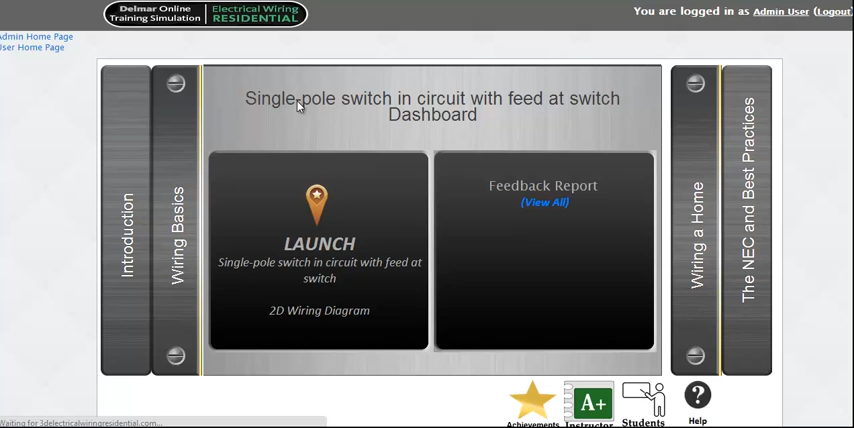 Delmar Online
Training Simulation
Electrical Wiring
RESIDENTIAL
You are logged in as Admin User (Logout)
Admin Home Page
User Home Page
Introduction
Wiring Basics
Single-pole switch in circuit with feed at switch
Dashboard
LAUNCH
Single-pole switch in circuit with feed at
switch
2D Wiring Diagram
Feedback Report
(View All)
Wiring a Home
The NEC and Best Practices
Achievements
A+
Instructor
Students
Help
Waiting for 3delectricalwiringresidential.com...